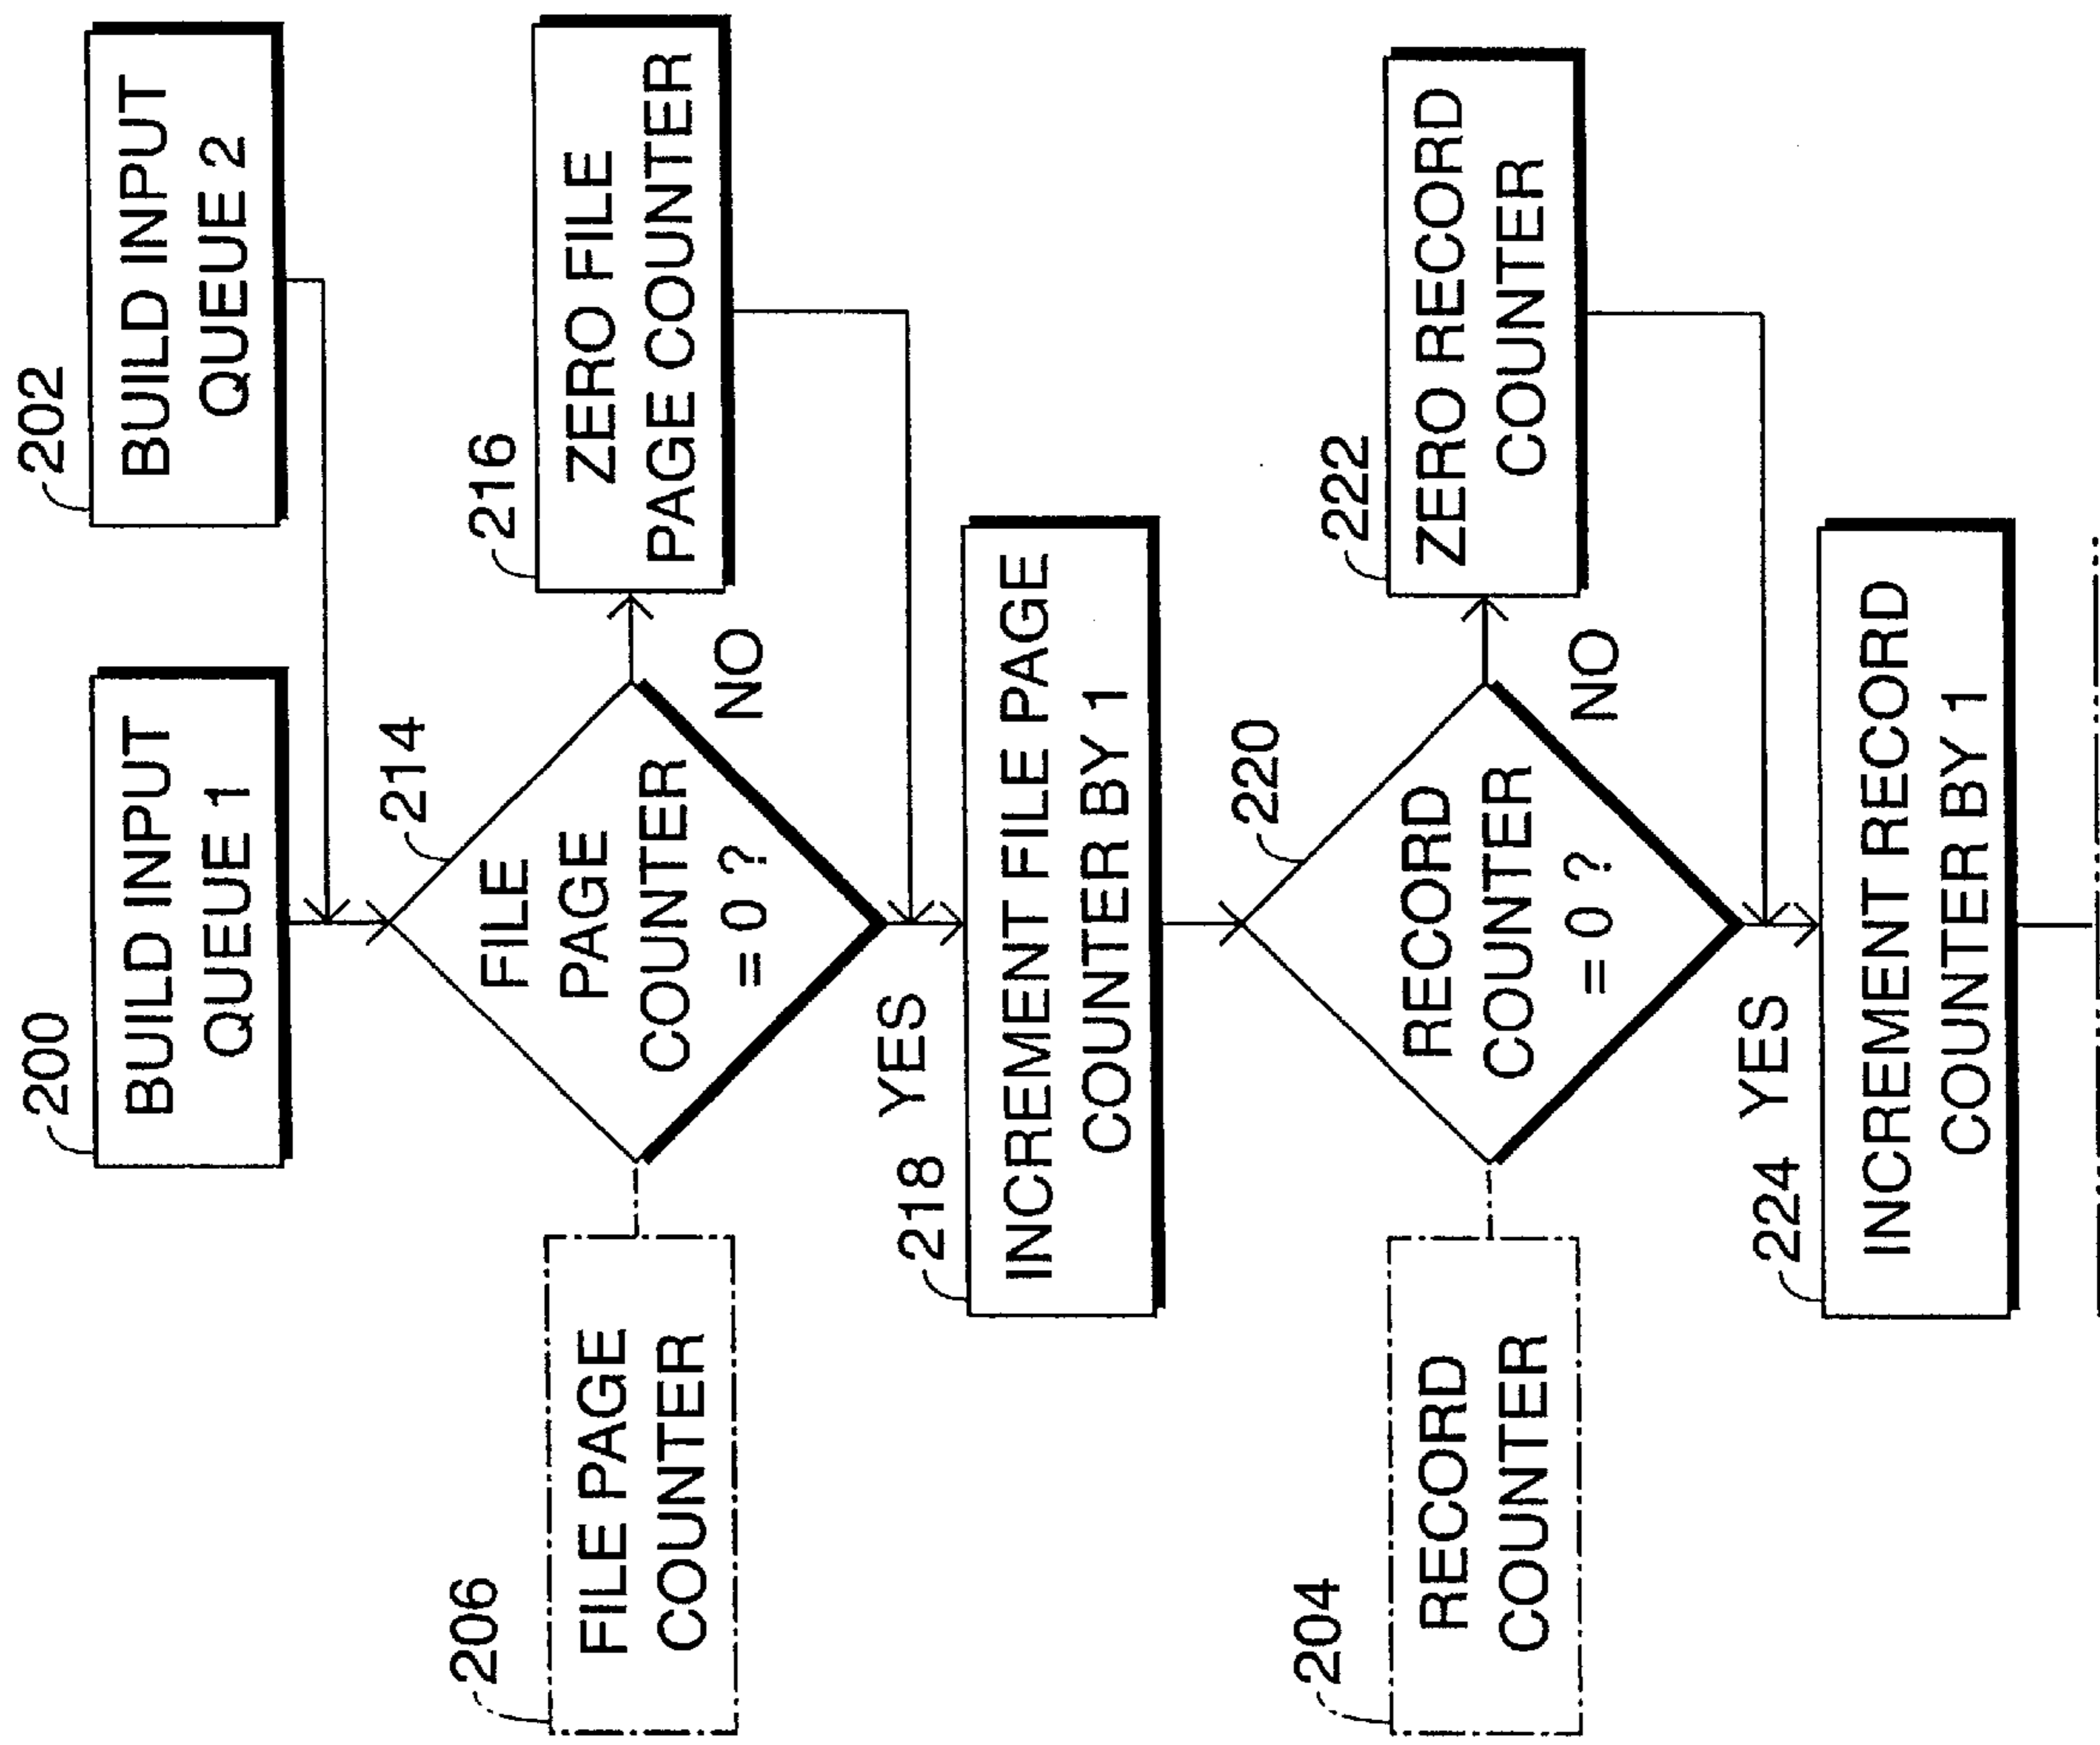 200
BUILD INPUT
QUEUE 1
202
BUILD INPUT
QUEUE 2
206
FILE PAGE
COUNTER
214
FILE
PAGE
COUNTER
= 0 ?
NO
216
ZERO FILE
PAGE COUNTER
YES
218
INCREMENT FILE PAGE
COUNTER BY 1
204
RECORD
COUNTER
220
RECORD
COUNTER
= 0 ?
NO
222
ZERO RECORD
COUNTER
YES
224
INCREMENT RECORD
COUNTER BY 1